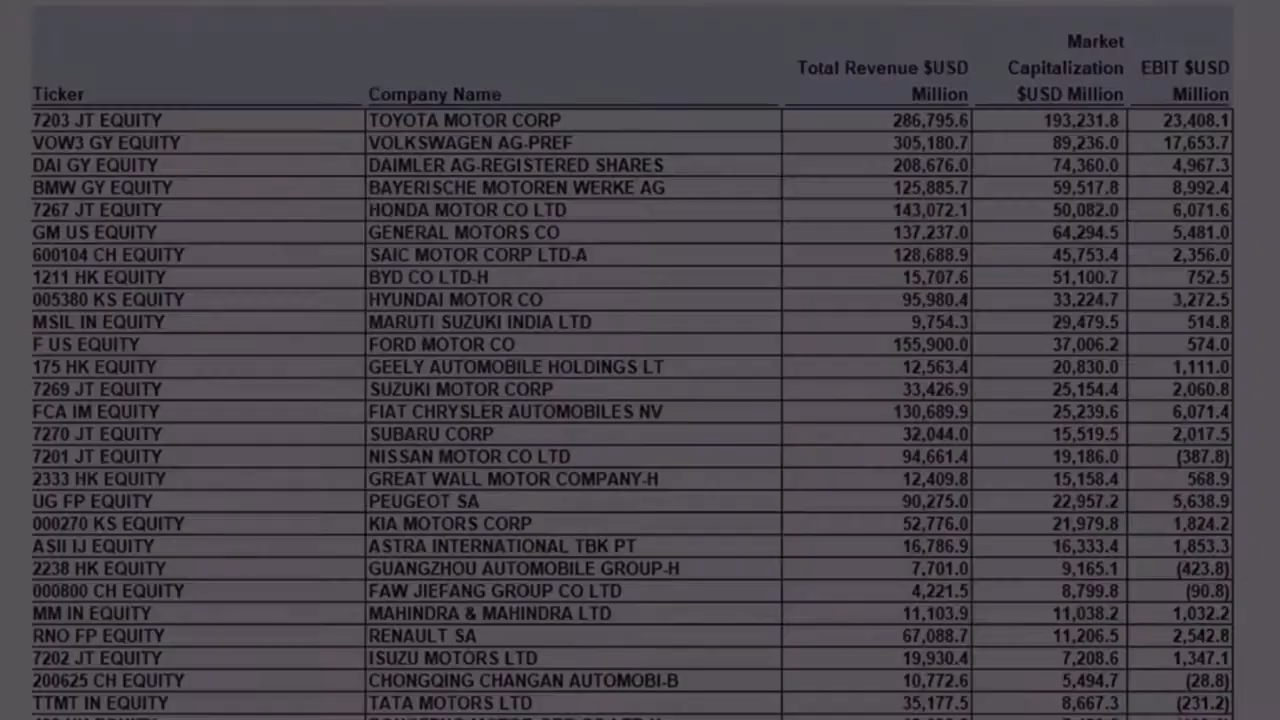 Market
Total Revenue $USD Capitalization EBIT $USD
Ticker Company Name Million $USD Million Million
7203 JT EQUITY TOYOTA MOTOR CORP 286,795.6 193,231.8 23,408.1
VOW3 GY EQUITY VOLKSWAGEN AG-PREF 305,180.7 89,236.0 17,653.7
DAI GY EQUITY DAIMLER AG-REGISTERED SHARES 208,676.0 74,360.0 4,967.3
BMW GY EQUITY BAYERISCHE MOTOREN WERKE AG 125,885.7 59,517.8 8,992.4
7267 JT EQUITY HONDA MOTOR CO LTD 143,072.1 50,082.0 6,071.6
GM US EQUITY GENERAL MOTORS CO 137,237.0 64,294.5 5,481.0
600104 CH EQUITY SAIC MOTOR CORP LTD-A 128,688.9 45,753.4 2,356.0
1211 HK EQUITY BYD CO LTD-H 15,707.6 51,100.7 752.5
005380 KS EQUITY HYUNDAI MOTOR CO 95,980.4 33,224.7 3,272.5
MSIL IN EQUITY MARUTI SUZUKI INDIA LTD 9,754.3 29,479.5 514.8
F US EQUITY FORD MOTOR CO 155,900.0 37,006.2 574.0
175 HK EQUITY GEELY AUTOMOBILE HOLDINGS LT 12,563.4 20,830.0 1,111.0
7269 JT EQUITY SUZUKI MOTOR CORP 33,426.9 25,154.4 2,060.8
FCA IM EQUITY FIAT CHRYSLER AUTOMOBILES NV 130,689.9 25,239.6 6,071.4
7270 JT EQUITY SUBARU CORP 32,044.0 15,519.5 2,017.5
7201 JT EQUITY NISSAN MOTOR CO LTD 94,661.4 19,186.0 (387.8)
2333 HK EQUITY GREAT WALL MOTOR COMPANY-H 12,409.8 15,158.4 568.9
UG FP EQUITY PEUGEOT SA 90,275.0 22,957.2 5,638.9
000270 KS EQUITY KIA MOTORS CORP 52,776.0 21,979.8 1,824.2
ASII IJ EQUITY ASTRA INTERNATIONAL TBK PT 16,786.9 16,333.4 1,853.3
2238 HK EQUITY GUANGZHOU AUTOMOBILE GROUP-H 7,701.0 9,165.1 (423.8)
000800 CH EQUITY FAW JIEFANG GROUP CO LTD 4,221.5 8,799.8 (90.8)
MM IN EQUITY MAHINDRA & MAHINDRA LTD 11,103.9 11,038.2 1,032.2
RNO FP EQUITY RENAULT SA 67,088.7 11,206.5 2,542.8
7202 JT EQUITY ISUZU MOTORS LTD 19,930.4 7,208.6 1,347.1
200625 CH EQUITY CHONGQING CHANGAN AUTOMOBI-B 10,772.6 5,494.7 (28.8)
TTMT IN EQUITY TATA MOTORS LTD 35,177.5 8,667.3 (231.2)